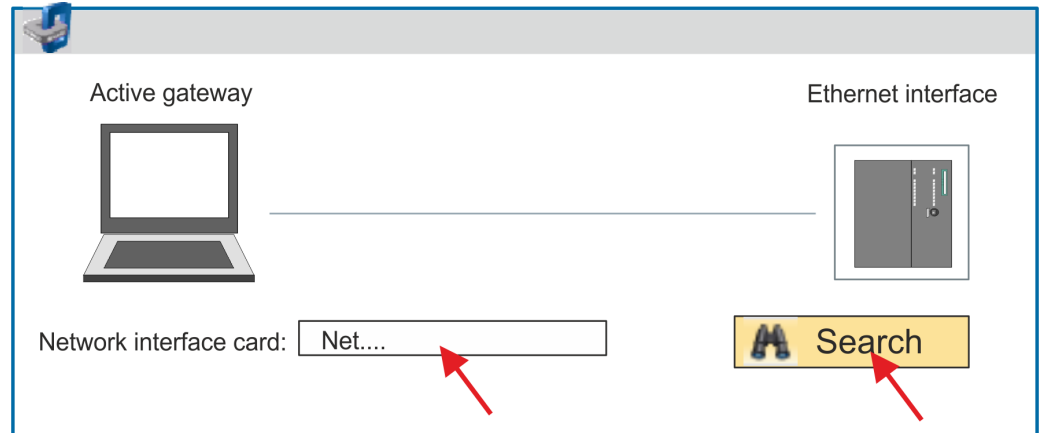 Active gateway
Ethernet interface
Network interface card:
Net....
Search